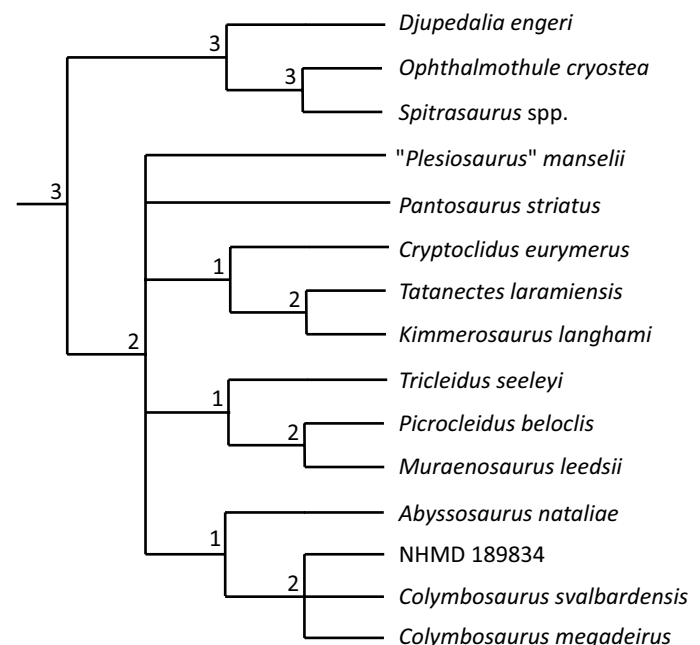 Djupedalia engeri
3
Ophthalmothule cryostea
3
Spitrasaurus spp.
"Plesiosaurus" manselii
3
Pantosaurus striatus
Cryptoclidus eurymerus
1
Tatanectes laramiensis
2
Kimmerosaurus langhami
2
Tricleidus seeleyi
1
Picrocleidus beloclis
2
Muraenosaurus leedsii
Abyssosaurus nataliae
1
NHMD 189834
2
Colymbosaurus svalbardensis
Colymbosaurus megadeirus